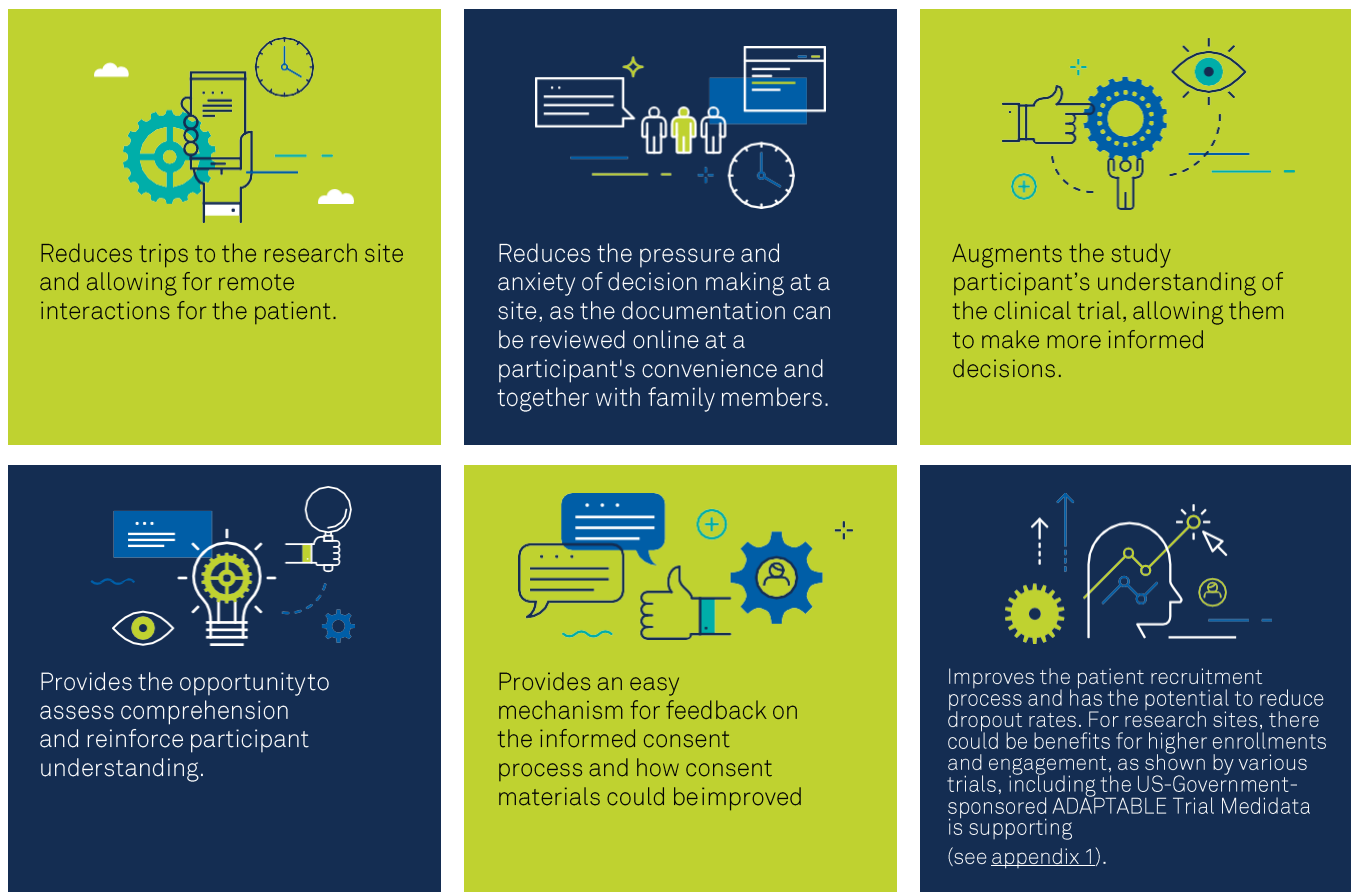 Reduces trips to the research site
and allowing for remote
interactions for the patient.
Reduces the pressure and
anxiety of decision making at a
site, as the documentation can
be reviewed online at a
participant's convenience and
together with family members.
Augments the study
participant’s understanding of
the clinical trial, allowing them
to make more informed
decisions.
Provides the opportunityto
assess comprehension
and reinforce participant
understanding.
Provides an easy
mechanism for feedback on
the informed consent
process and how consent
materials could beimproved
Improves the patient recruitment
process and has the potential to reduce
dropout rates. For research sites, there
could be benefits for higher enrollments
and engagement, as shown by various
trials, including the US-Government-
sponsored ADAPTABLE Trial Medidata
is supporting
(see appendix 1).